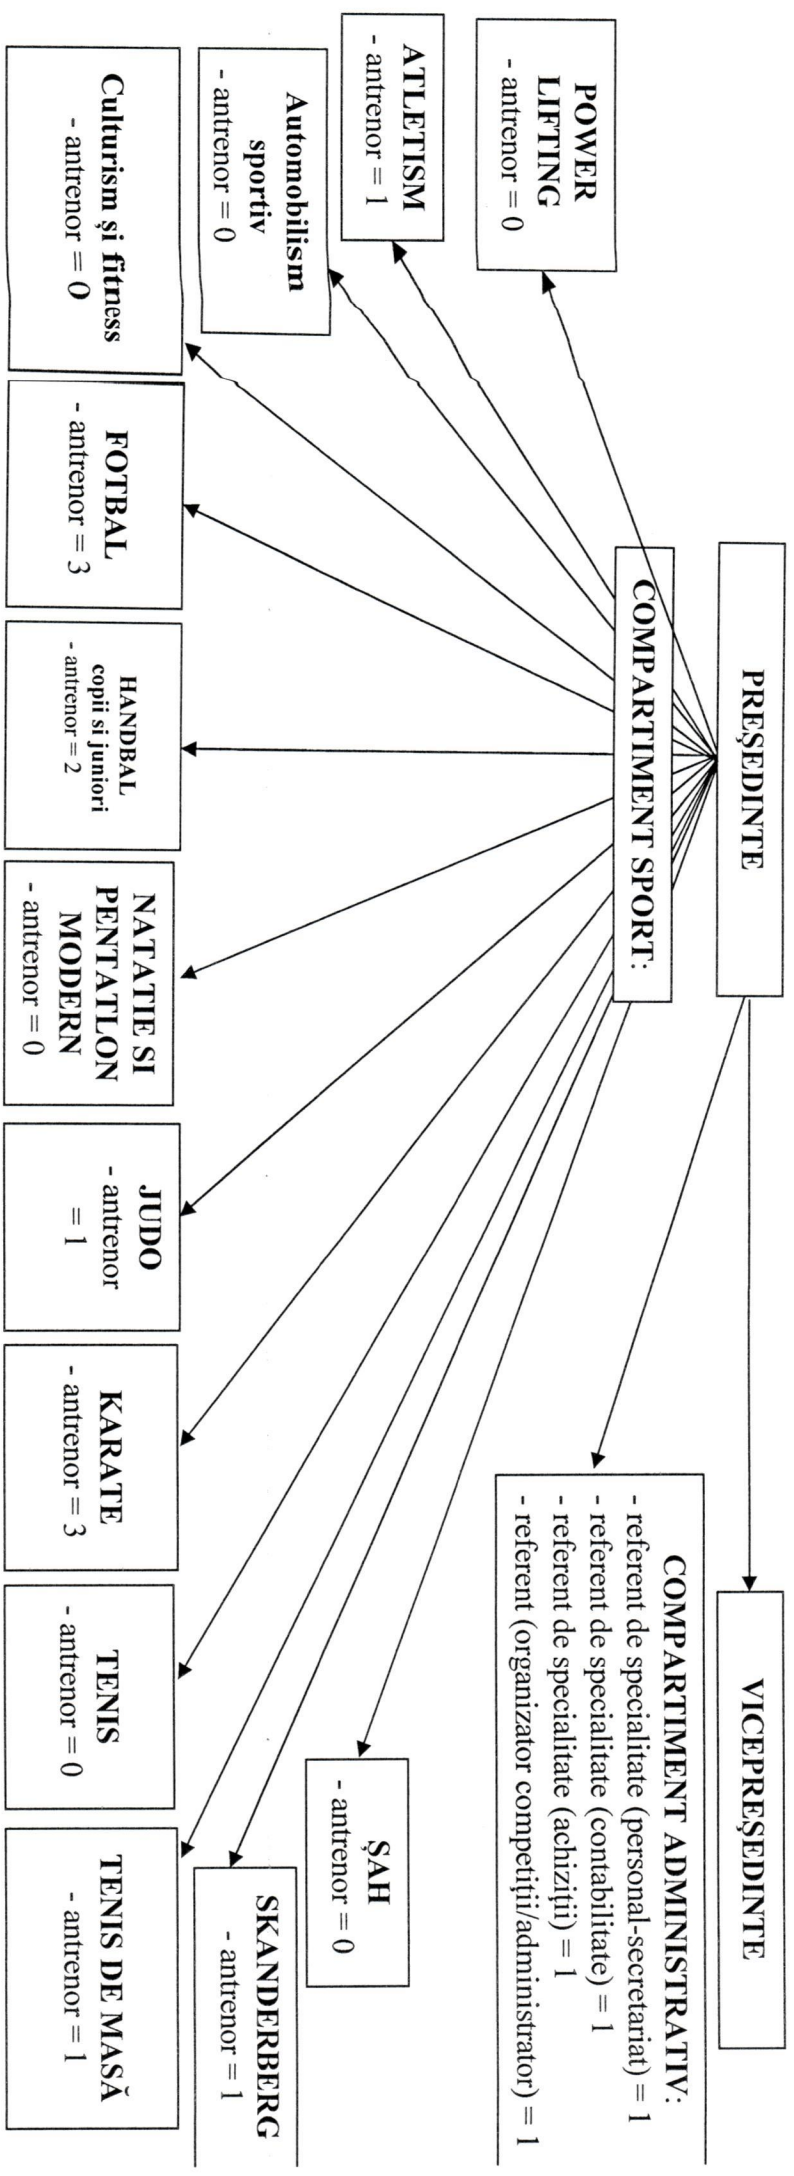 PREȘEDINTE
VICEPREȘEDINTE
COMPARTIMENT SPORT:
COMPARTIMENT ADMINISTRATIV:
- referent de specialitate (personal-secretariat) = 1
- referent de specialitate (contabilitate) = 1
- referent de specialitate (achiziții) = 1
- referent (organizator competiții/administrator) = 1
POWER
LIFTING
- antrenor = 0
ATLETISM
- antrenor = 1
Automobilism
sportiv
- antrenor = 0
Culturism și fitness
- antrenor = 0
FOTBAL
- antrenor = 3
HANDBAL
copii si juniori
- antrenor = 2
NATATIE SI
PENTATLON
MODERN
- antrenor = 0
JUDO
- antrenor
= 1
KARATE
- antrenor = 3
TENIS
- antrenor = 0
TENIS DE MASĂ
- antrenor = 1
SKANDERBERG
- antrenor = 1
ȘAH
- antrenor = 0